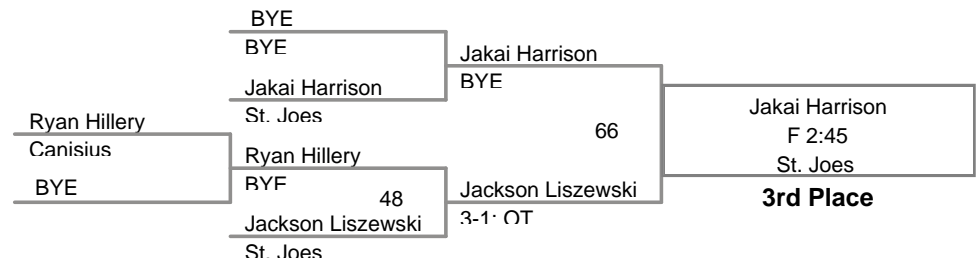 BYE
BYE
Jakai Harrison
St. Joes
Ryan Hillery
Canisius
BYE
Ryan Hillery
BYE
48
Jackson Liszewski
St. Joes
Jakai Harrison
BYE
66
Jackson Liszewski
3-1; OT
Jakai Harrison
F 2:45
St. Joes
3rd Place